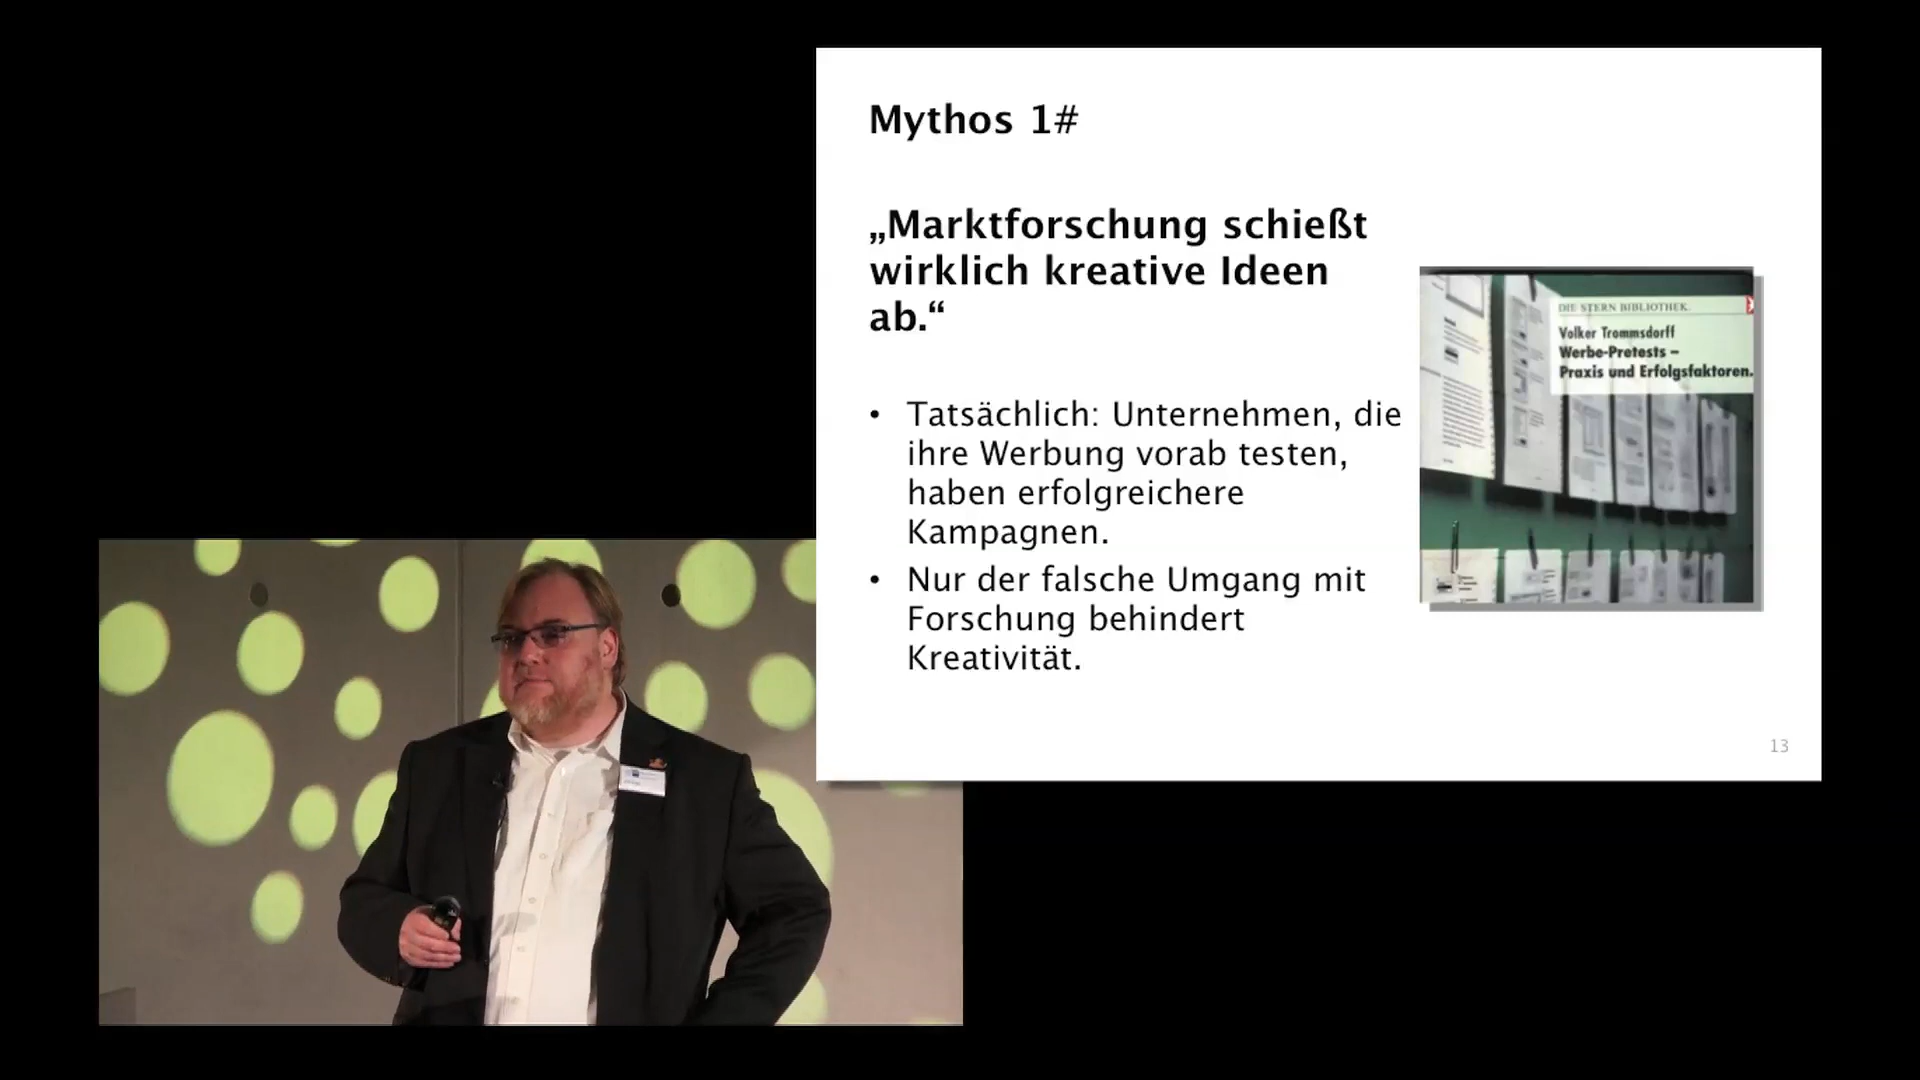 Mythos 1#
„Marktforschung schießt
wirklich kreative Ideen
ab.“
• Tatsächlich: Unternehmen, die
ihre Werbung vorab testen,
haben erfolgreichere
Kampagnen.
• Nur der falsche Umgang mit
Forschung behindert
Kreativität.
DIE STERN BIBLIOTHEK.
Volker Trommsdorff
Werbe-Pretests –
Praxis und Erfolgsfaktoren.
13